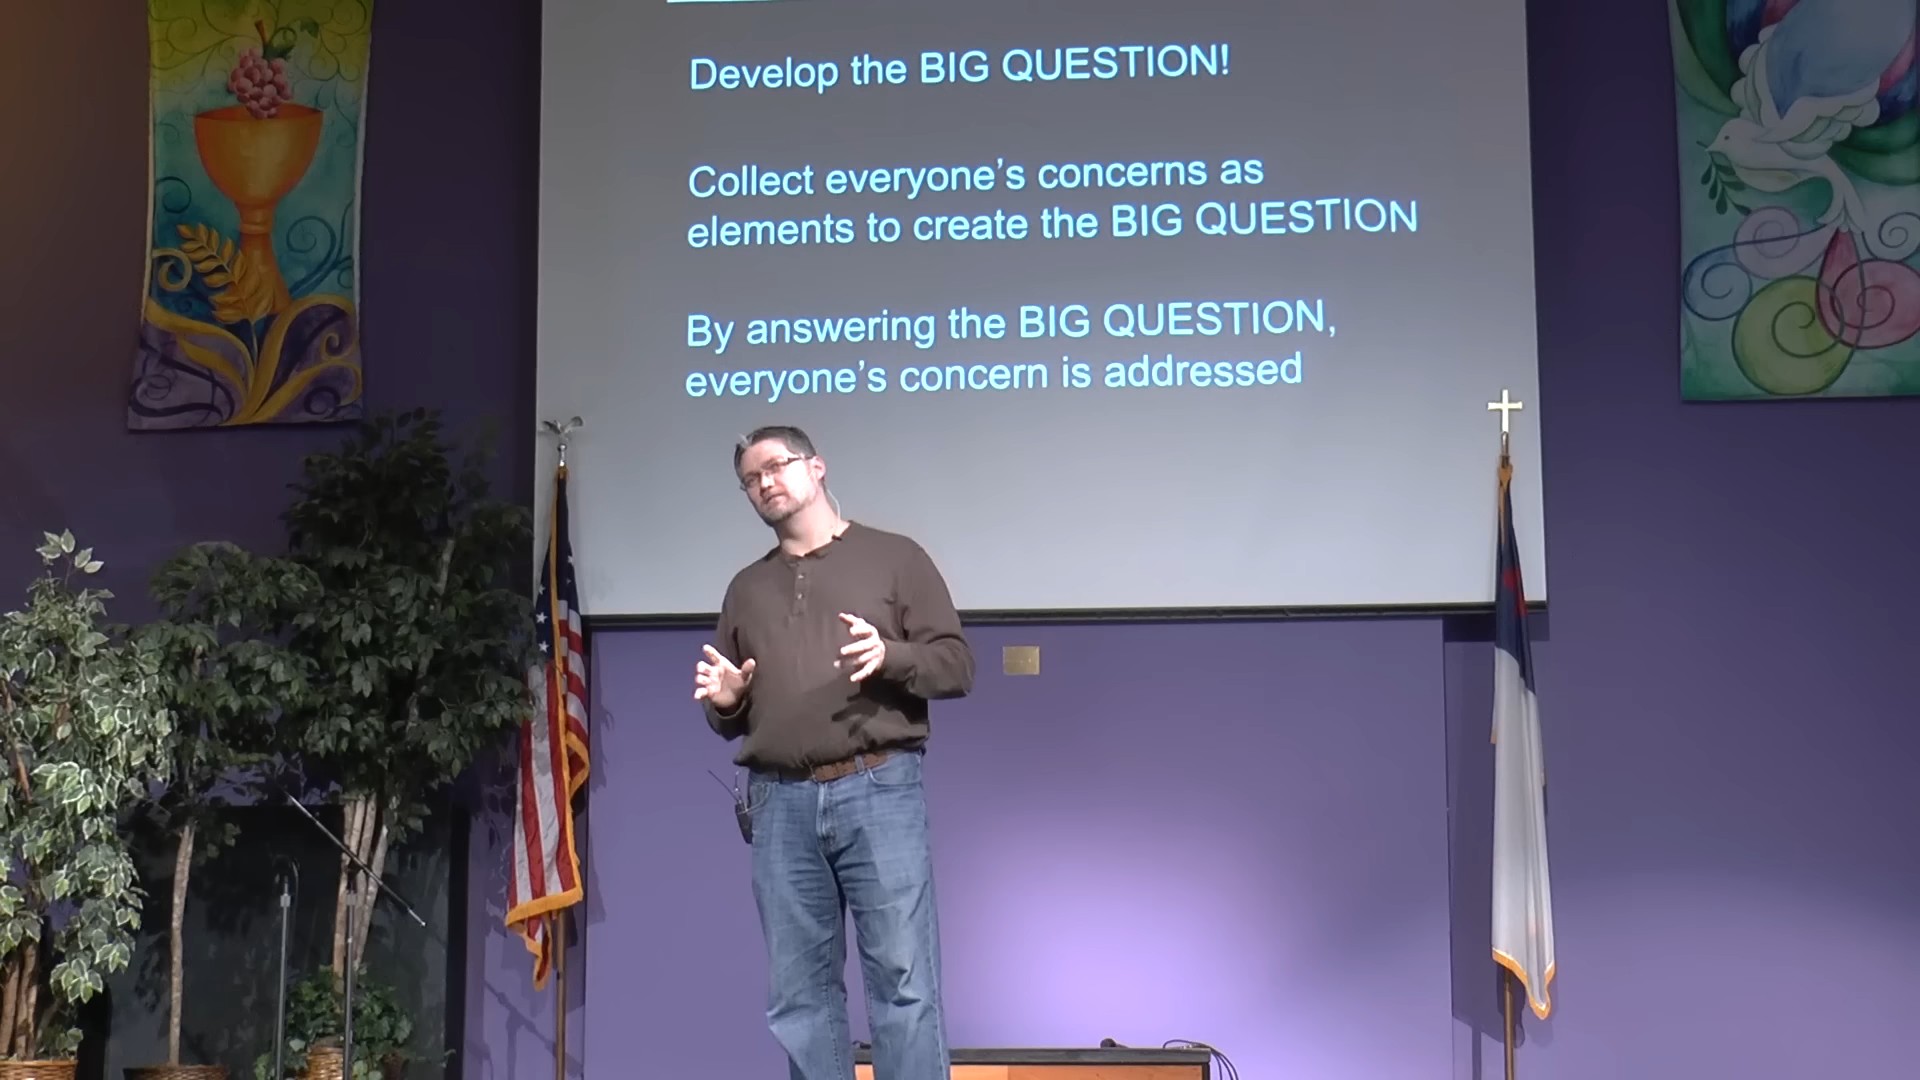 Develop the BIG QUESTION!
Collect everyone's concerns as
elements to create the BIG QUESTION
By answering the BIG QUESTION,
everyone's concern is addressed